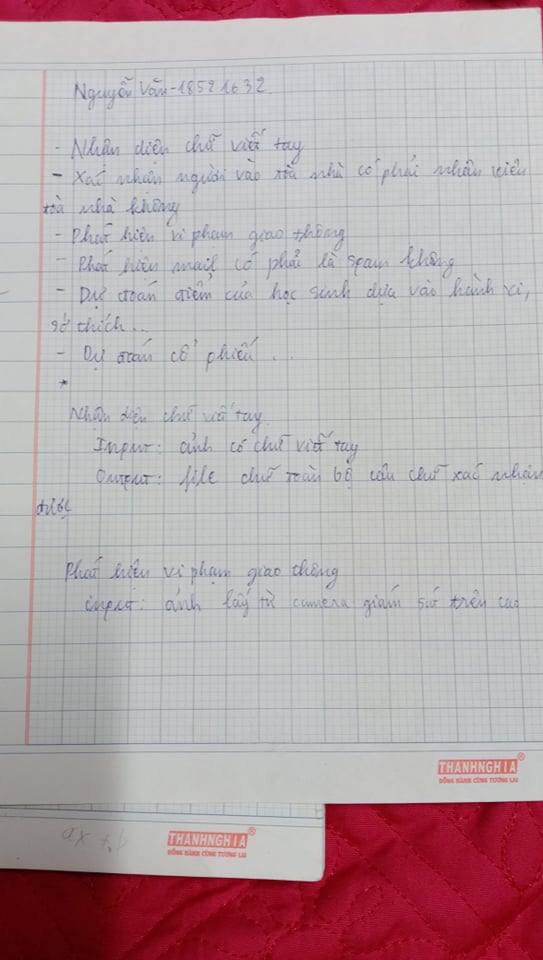 Nguyễn Văn - 18521632
- Nhận diện chữ viết tay
- Xác nhận người vào tòa nhà có phải nhân viên
tòa nhà không
- Phát hiện vi phạm giao thông
- Phát hiện mail có phải là spam không
- Dự đoán điểm của học sinh dựa vào hành vi,
sở thích...
- Dự đoán cổ phiếu...
*
Nhận diện chữ viết tay
Input: ảnh có chữ viết tay
Output: file chữ toàn bộ câu chữ xác nhận
được
Phát hiện vi phạm giao thông
input: ảnh lấy từ camera giám sát trên cao
THANHNGHIA®
ĐỒNG HÀNH CÙNG TƯƠNG LAI
THANHNGHIA®
ĐỒNG HÀNH CÙNG TƯƠNG LAI